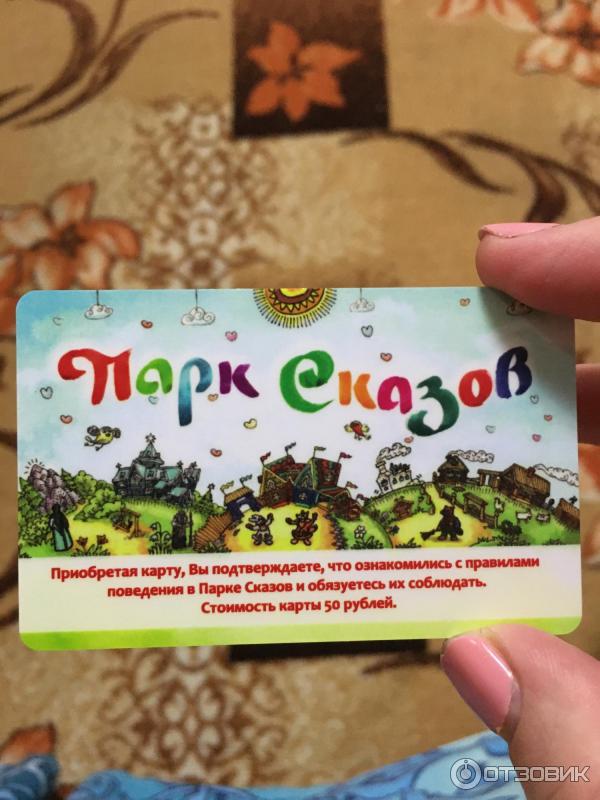 Парк Сказов
Приобретая карту, Вы подтверждаете, что ознакомились с правилами
поведения в Парке Сказов и обязуетесь их соблюдать.
Стоимость карты 50 рублей.
ОТЗОВИК